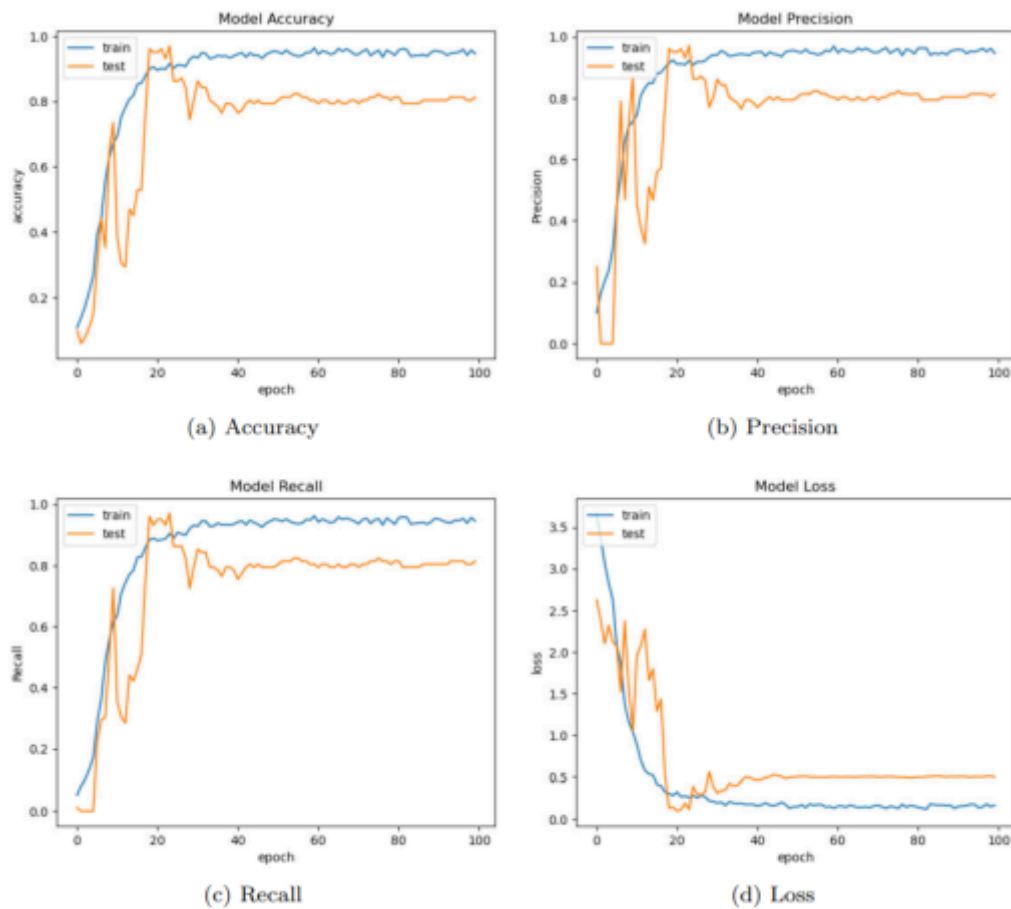 Model Accuracy
1.0
0.8
0.6
0.4
0.2
accuracy
train
test
0 20 40 60 80 100
epoch
(a) Accuracy
Model Precision
1.0
0.8
0.6
0.4
0.2
0.0
Precision
train
test
0 20 40 60 80 100
epoch
(b) Precision
Model Recall
1.0
0.8
0.6
0.4
0.2
0.0
Recall
train
test
0 20 40 60 80 100
epoch
(c) Recall
Model Loss
3.5
3.0
2.5
2.0
1.5
1.0
0.5
0.0
loss
train
test
0 20 40 60 80 100
epoch
(d) Loss